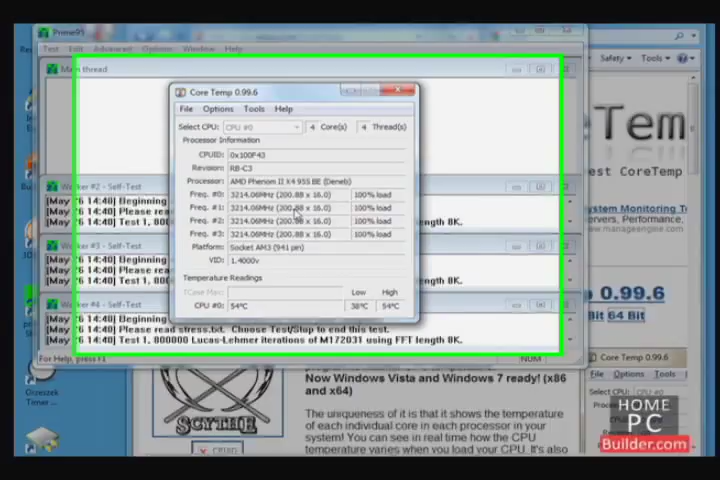 Prime95
Test Edit Advanced Options Window Help
Safety Tools
Main thread
Core Temp 0.99.6
File Options Tools Help
Select CPU: CPU #0 4 Core(s) 4 Thread(s)
Processor Information
CPUID: 0x100F43
Revision: RB-C3
Processor: AMD Phenom II X4 955 BE (Deneb)
Freq. #0: 3214.06MHz (200.88 x 16.0) 100% load
Freq. #1: 3214.06MHz (200.88 x 16.0) 100% load
Freq. #2: 3214.06MHz (200.88 x 16.0) 100% load
Freq. #3: 3214.06MHz (200.88 x 16.0) 100% load
Platform: Socket AM3 (941 pin)
VID: 1.4000v
Temperature Readings
TCase Max: Low High
CPU #0: 54°C 38°C 54°C
Worker #2 - Self-Test
[May 26 14:40] Beginning
[May 26 14:40] Please read
[May 26 14:40] Test 1, 8000 8K.
Worker #3 - Self-Test
[May 26 14:40] Beginning
[May 26 14:40] Please read
[May 26 14:40] Test 1, 8000 8K.
Worker #4 - Self-Test
[May 26 14:40] Beginning
[May 26 14:40] Please read stress.txt. Choose Test/Stop to end this test.
[May 26 14:40] Test 1, 800000 Lucas-Lehmer iterations of M172031 using FFT length 8K.
For Help, press F1 NUM
eTem
est CoreTemp
ystem Monitoring T
ervers, Performance,
www.manageengine.com
0.99.6
Bit 64 Bit
Core Temp 0.99.6
File Options Tools
Select CPU: CPU #0
Grzeszek
Timer ...
SCYTHE
Now Windows Vista and Windows 7 ready! (x86
and x64)
The uniqueness of it is that it shows the temperature
of each individual core in each processor in your
system! You can see in real time how the CPU
temperature varies when you load your CPU. It's also
HOME
PC
Builder.com